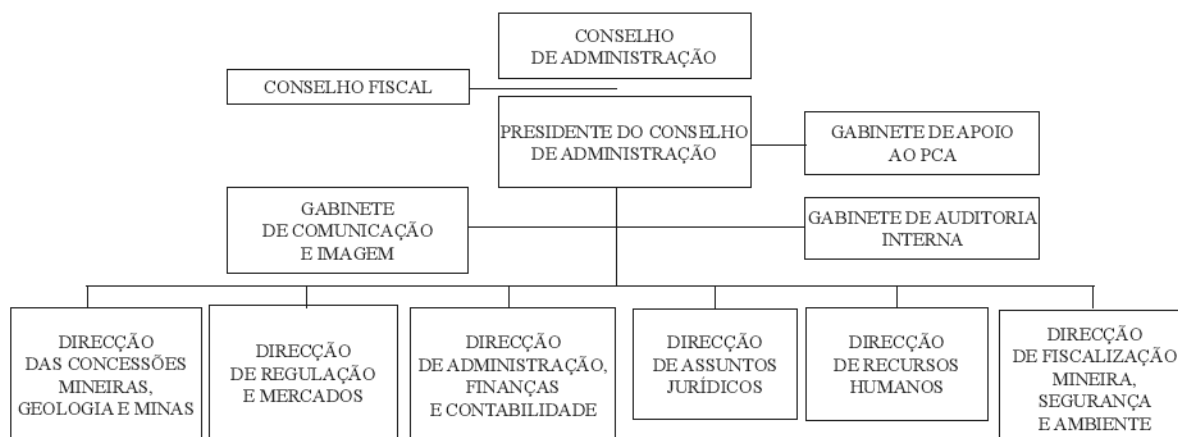 CONSELHO
DE ADMINISTRAÇÃO
CONSELHO FISCAL
PRESIDENTE DO CONSELHO
DE ADMINISTRAÇÃO
GABINETE DE APOIO
AO PCA
GABINETE
DE COMUNICAÇÃO
E IMAGEM
GABINETE DE AUDITORIA
INTERNA
DIRECÇÃO
DAS CONCESSÕES
MINEIRAS,
GEOLOGIA E MINAS
DIRECÇÃO
DE REGULAÇÃO
E MERCADOS
DIRECÇÃO
DE ADMINISTRAÇÃO,
FINANÇAS
E CONTABILIDADE
DIRECÇÃO
DE ASSUNTOS
JURÍDICOS
DIRECÇÃO
DE RECURSOS
HUMANOS
DIRECÇÃO
DE FISCALIZAÇÃO
MINEIRA,
SEGURANÇA
E AMBIENTE